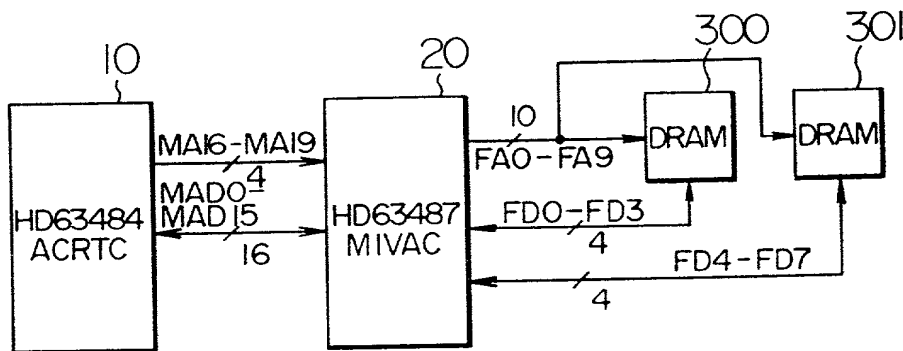 10
20
300
301
MA16-MA19
4
MAD0-
MAD15
16
HD63484
ACRTC
HD63487
MIVAC
10
FA0-FA9
DRAM
DRAM
FD0-FD3
4
FD4-FD7
4